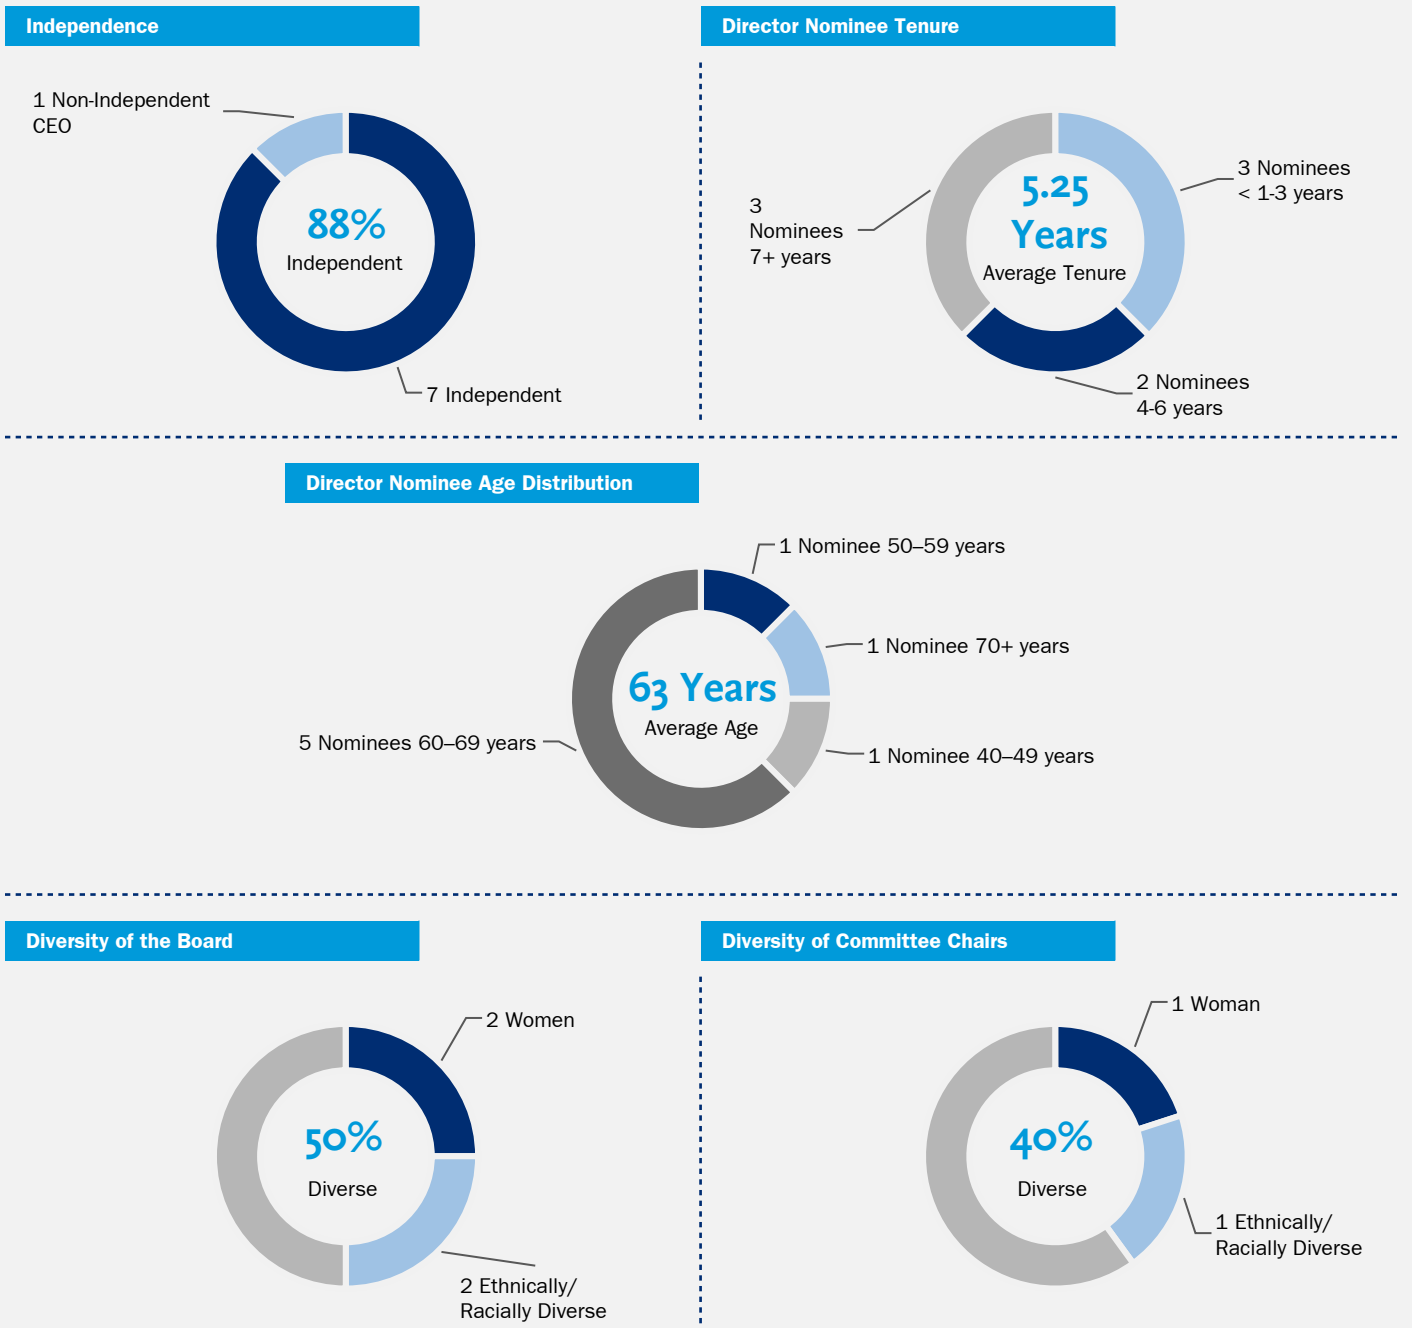 Independence
1 Non-Independent
CEO
88%
Independent
7 Independent
Director Nominee Tenure
3 Nominees
< 1-3 years
3
Nominees
7+ years
5.25
Years
Average Tenure
2 Nominees
4-6 years
Director Nominee Age Distribution
1 Nominee 50–59 years
1 Nominee 70+ years
63 Years
Average Age
5 Nominees 60–69 years
1 Nominee 40–49 years
Diversity of the Board
2 Women
50%
Diverse
2 Ethnically/
Racially Diverse
Diversity of Committee Chairs
1 Woman
40%
Diverse
1 Ethnically/
Racially Diverse